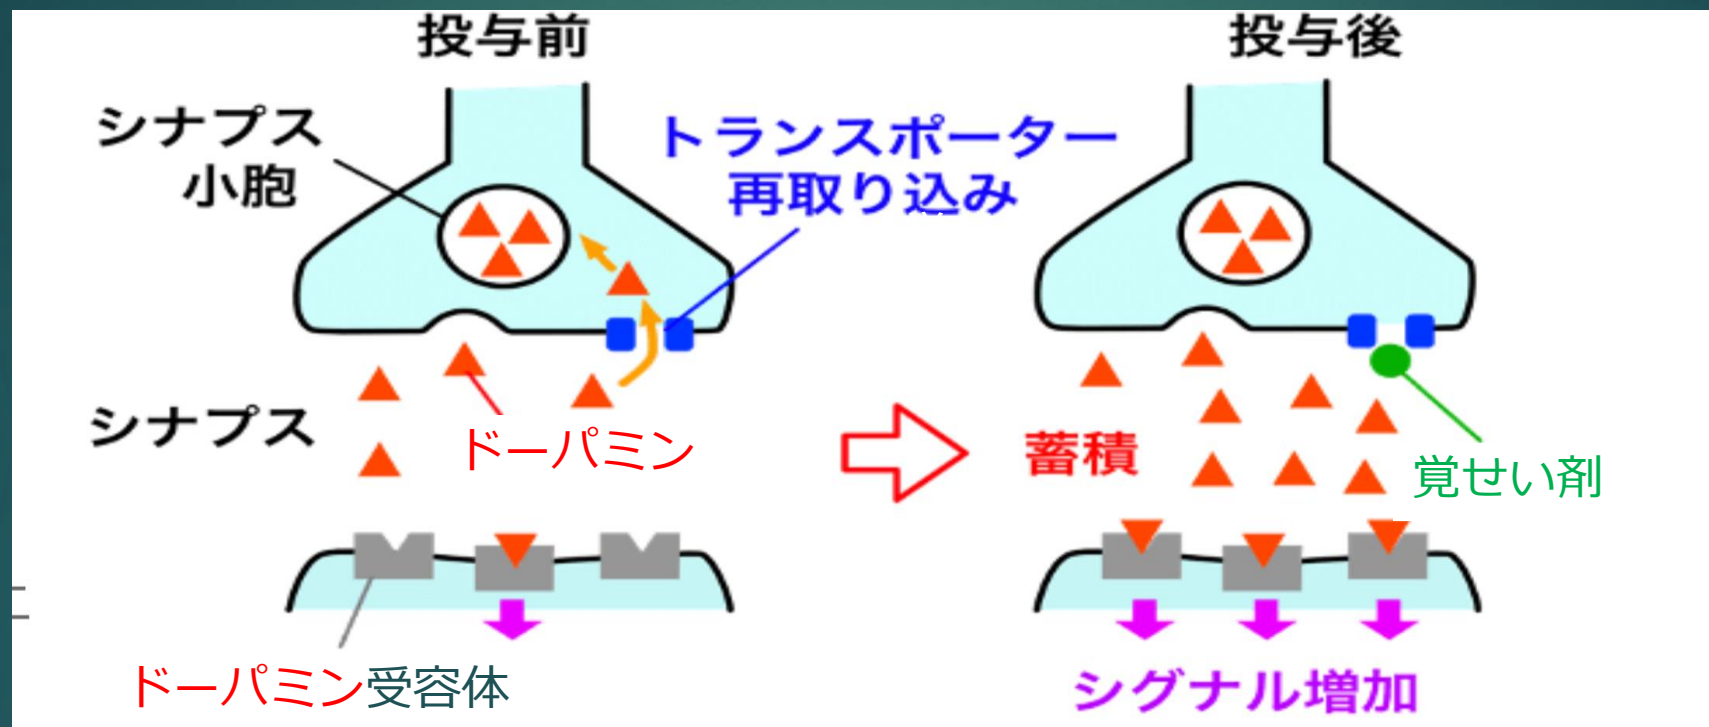 投与前
投与後
シナプス
小胞
トランスポーター
再取り込み
シナプス
ドーパミン
蓄積
覚せい剤
ドーパミン受容体
シグナル増加